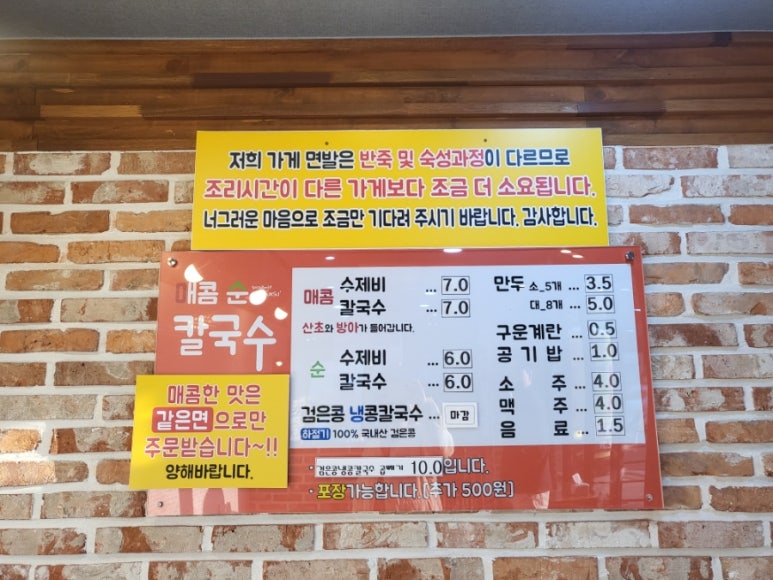 저희 가게 면발은 반죽 및 숙성과정이 다르므로
조리시간이 다른 가게보다 조금 더 소요됩니다.
너그러운 마음으로 조금만 기다려 주시기 바랍니다. 감사합니다.
매콤 순
칼국수
매콤한 맛은
같은면으로만
주문받습니다~!!
양해바랍니다.
매콤
수제비 ... 7.0
칼국수 ... 7.0
산초와 방아가 들어갑니다.
순
수제비 ... 6.0
칼국수 ... 6.0
검은콩 냉콩칼국수 ... 마감
하절기 100% 국내산 검은콩
만두 소_5개 ... 3.5
대_8개 ... 5.0
구운계란 ... 0.5
공기밥 ... 1.0
소 주 ... 4.0
맥 주 ... 4.0
음 료 ... 1.5
· 검은콩냉콩칼국수 곱빼기 10.0입니다.
· 포장가능합니다.[추가 500원]